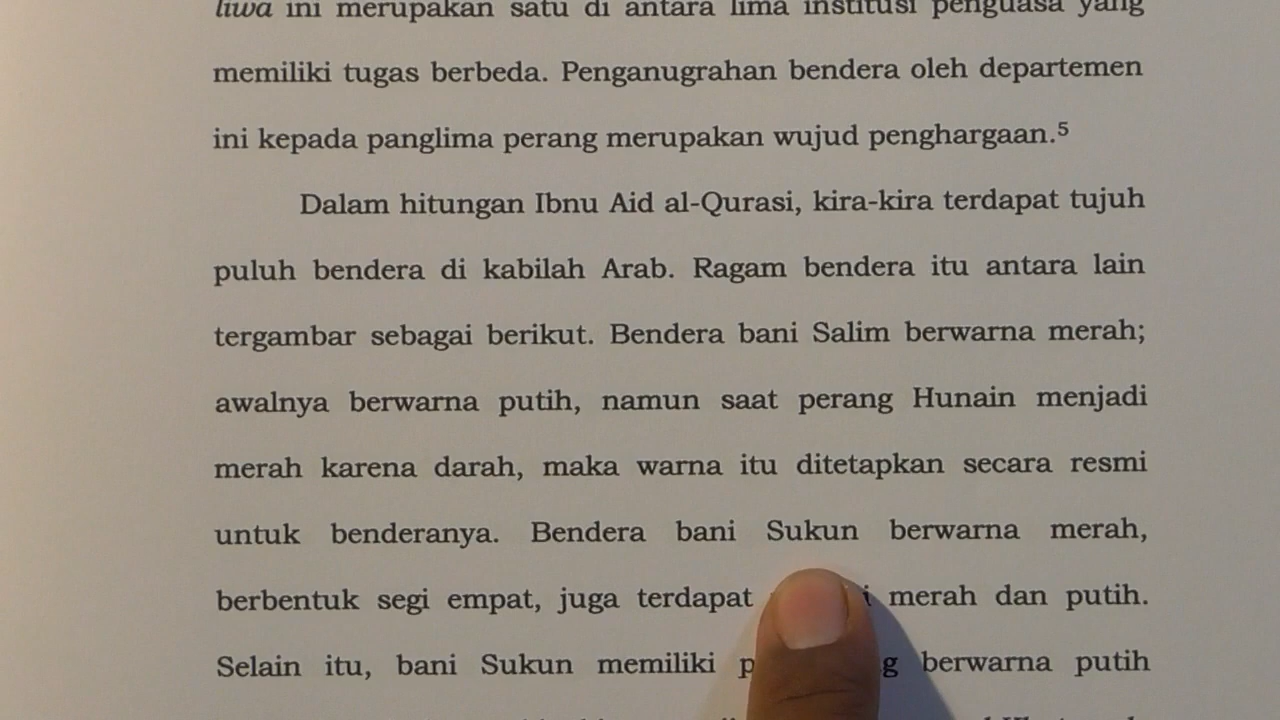 liwa ini merupakan satu di antara lima institusi penguasa yang
memiliki tugas berbeda. Penganugrahan bendera oleh departemen
ini kepada panglima perang merupakan wujud penghargaan.⁵
Dalam hitungan Ibnu Aid al-Qurasi, kira-kira terdapat tujuh
puluh bendera di kabilah Arab. Ragam bendera itu antara lain
tergambar sebagai berikut. Bendera bani Salim berwarna merah;
awalnya berwarna putih, namun saat perang Hunain menjadi
merah karena darah, maka warna itu ditetapkan secara resmi
untuk benderanya. Bendera bani Sukun berwarna merah,
berbentuk segi empat, juga terdapat merah dan putih.
Selain itu, bani Sukun memiliki berwarna putih